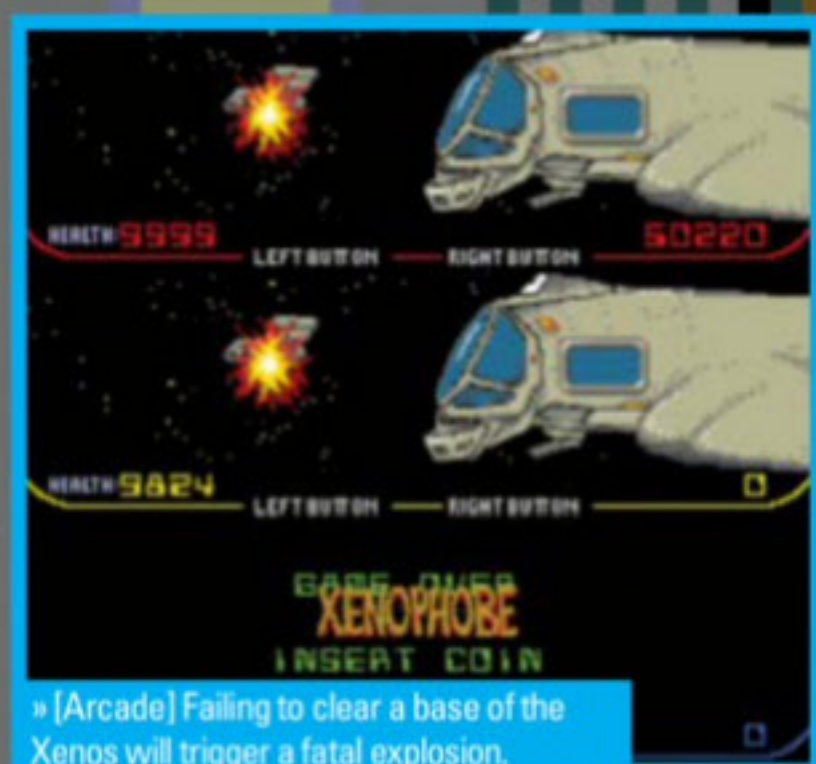 HEALTH: 9999
50220
LEFT BUTTON RIGHT BUTTON
HEALTH: 9824
0
LEFT BUTTON RIGHT BUTTON
GAME OVER
XENOPHOBE
INSERT COIN
0
» [Arcade] Failing to clear a base of the
Xenos will trigger a fatal explosion.